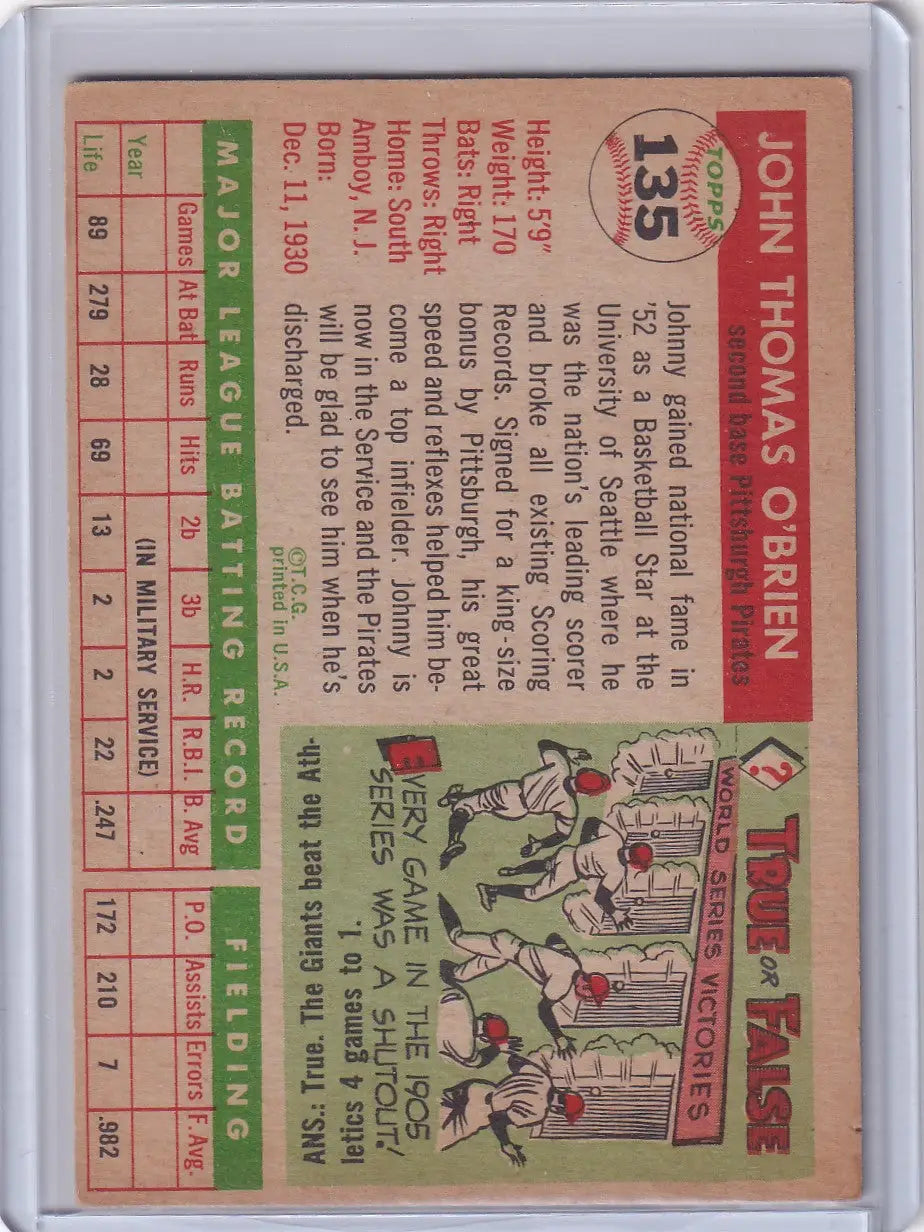 TOPPS
135
JOHN THOMAS O'BRIEN
second base Pittsburgh Pirates
Height: 5'9"
Weight: 170
Bats: Right
Throws: Right
Home: South
Amboy, N. J.
Born:
Dec. 11, 1930
Johnny gained national fame in
'52 as a Basketball Star at the
University of Seattle where he
was the nation's leading scorer
and broke all existing Scoring
Records. Signed for a king-size
bonus by Pittsburgh, his great
speed and reflexes helped him be-
come a top infielder. Johnny is
now in the Service and the Pirates
will be glad to see him when he's
discharged.
©T.C.G.
printed in U.S.A.
? TRUE OR FALSE
WORLD SERIES VICTORIES
EVERY GAME IN THE 1905
SERIES WAS A SHUTOUT.
ANS.: True. The Giants beat the Ath-
letics 4 games to 1.
MAJOR LEAGUE BATTING RECORD FIELDING
Games At Bat Runs Hits 2b 3b H.R. R.B.I. B. Avg P.O. Assists Errors F. Avg.
Year (IN MILITARY SERVICE)
Life 89 279 28 69 13 2 2 22 .247 172 210 7 .982